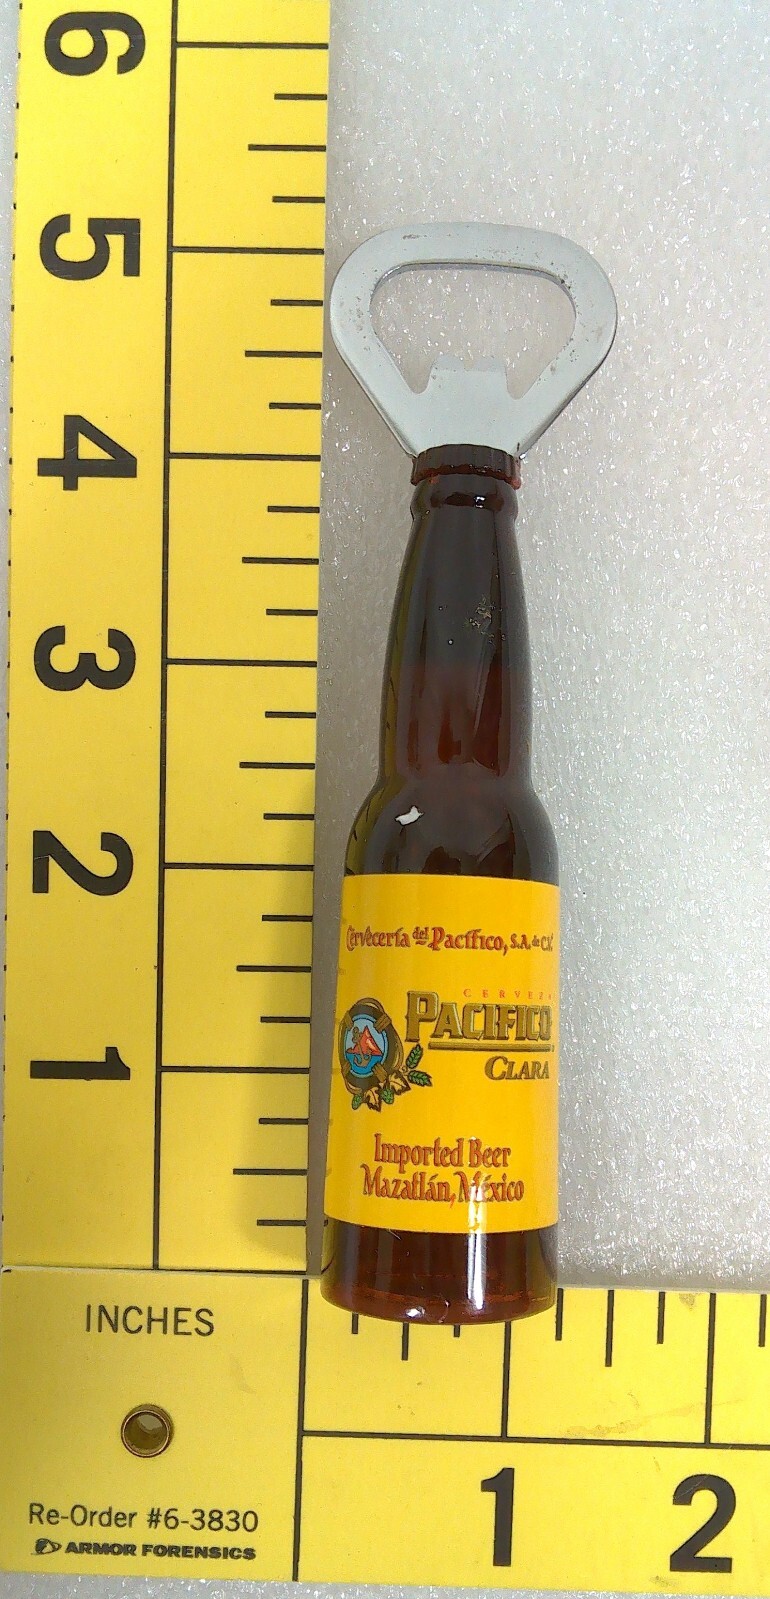 6
5
4
3
2
1
Cervecería del Pacífico, S.A. de C.V.
CERVEZA
PACIFICO
CLARA
Imported Beer
Mazatlán, México
INCHES
1
2
Re-Order #6-3830
ARMOR FORENSICS